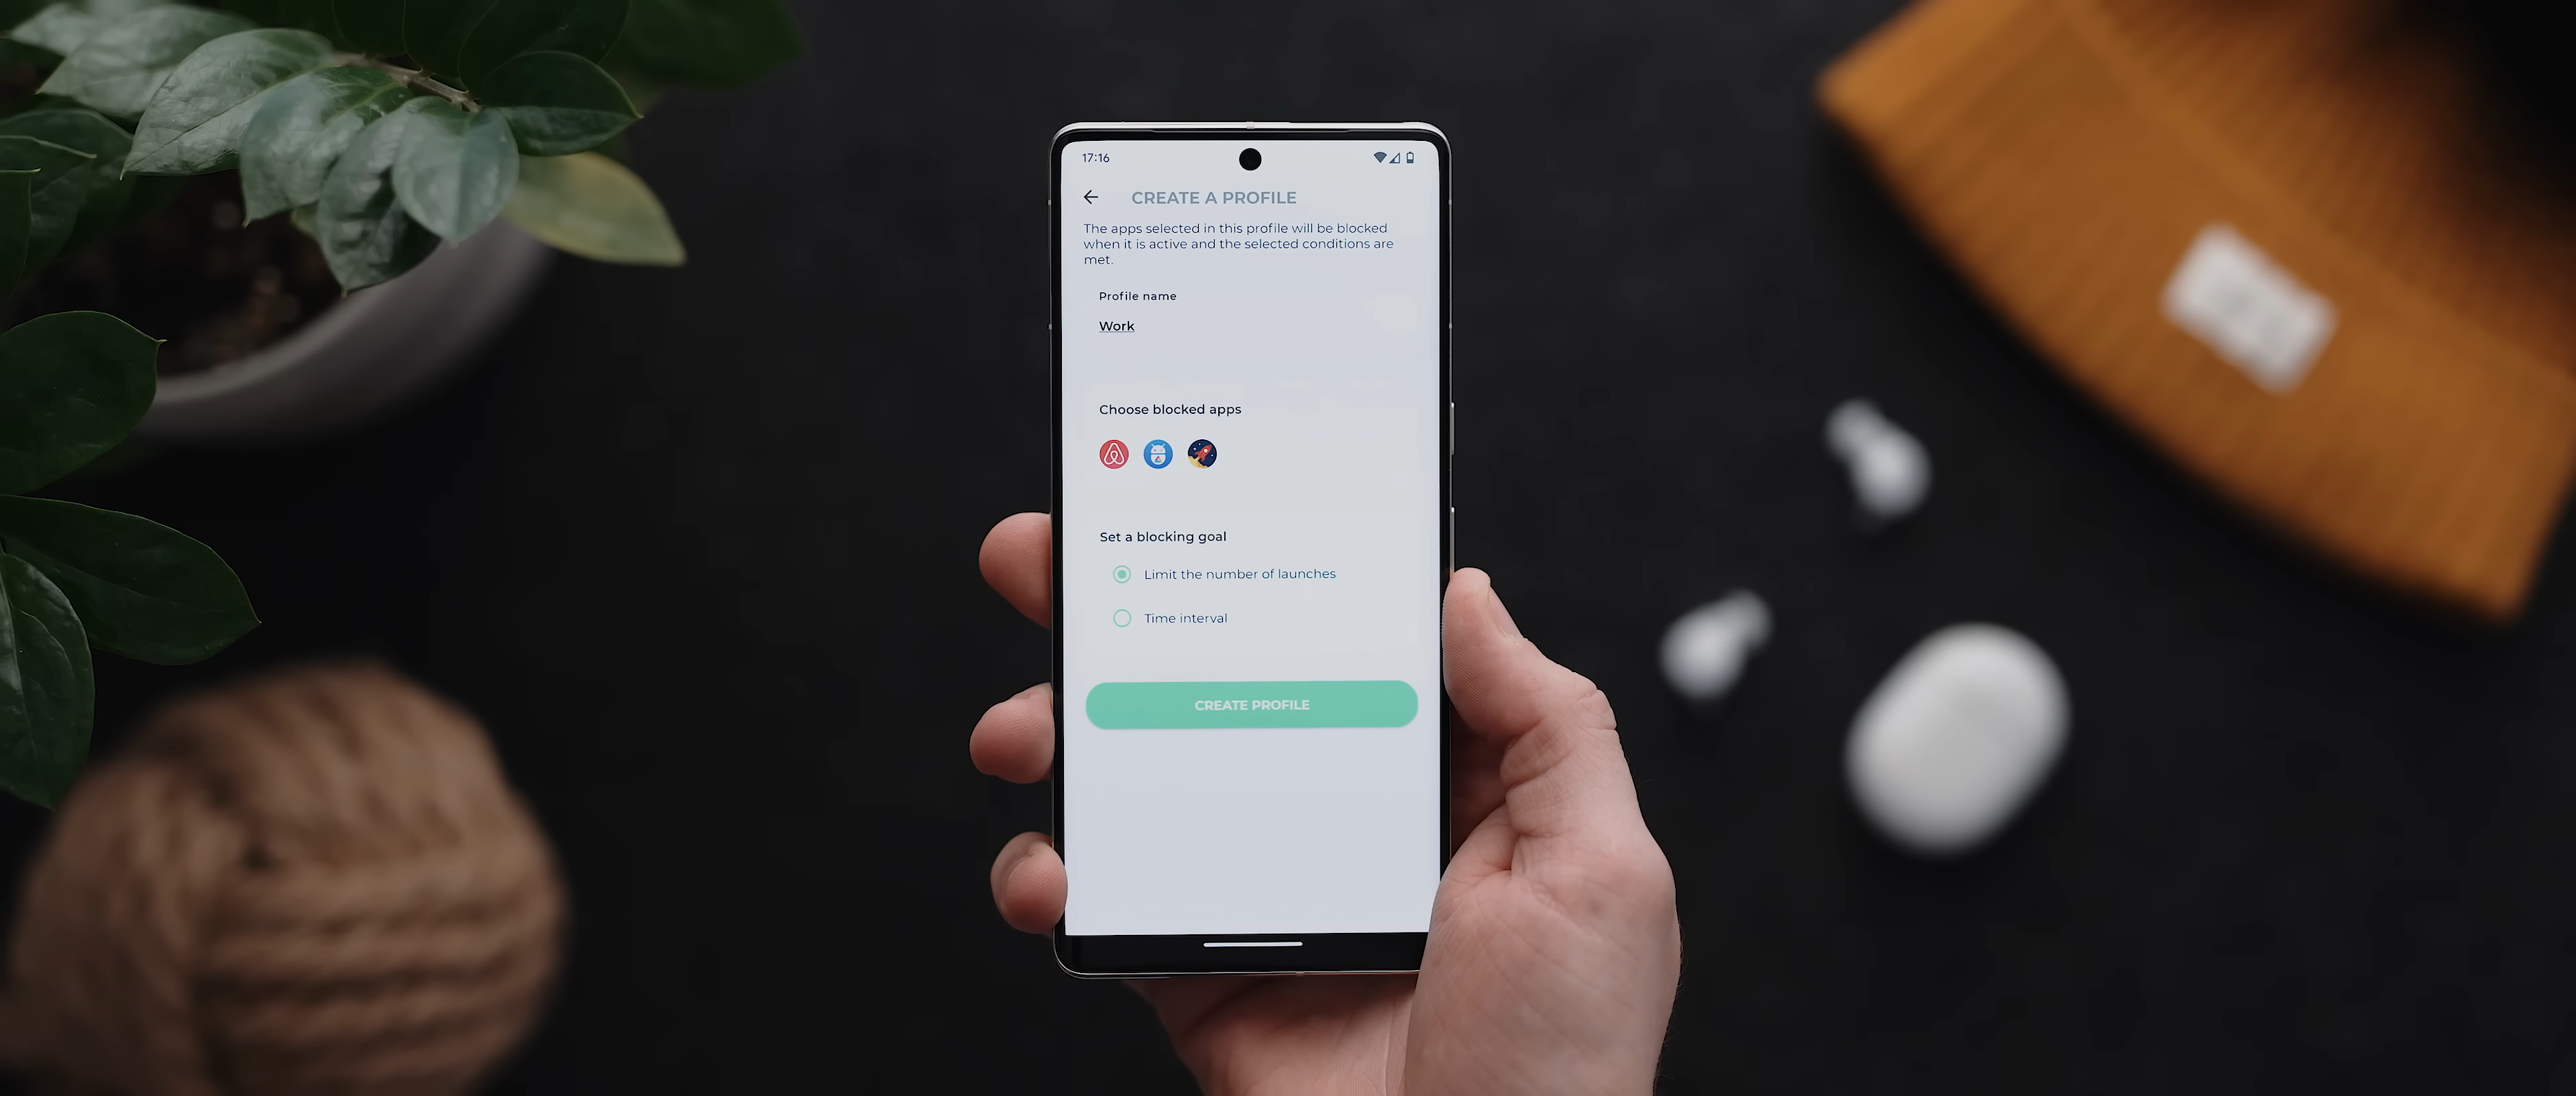 17:16
CREATE A PROFILE
The apps selected in this profile will be blocked
when it is active and the selected conditions are
met.
Profile name
Work
Choose blocked apps
Set a blocking goal
Limit the number of launches
Time interval
CREATE PROFILE